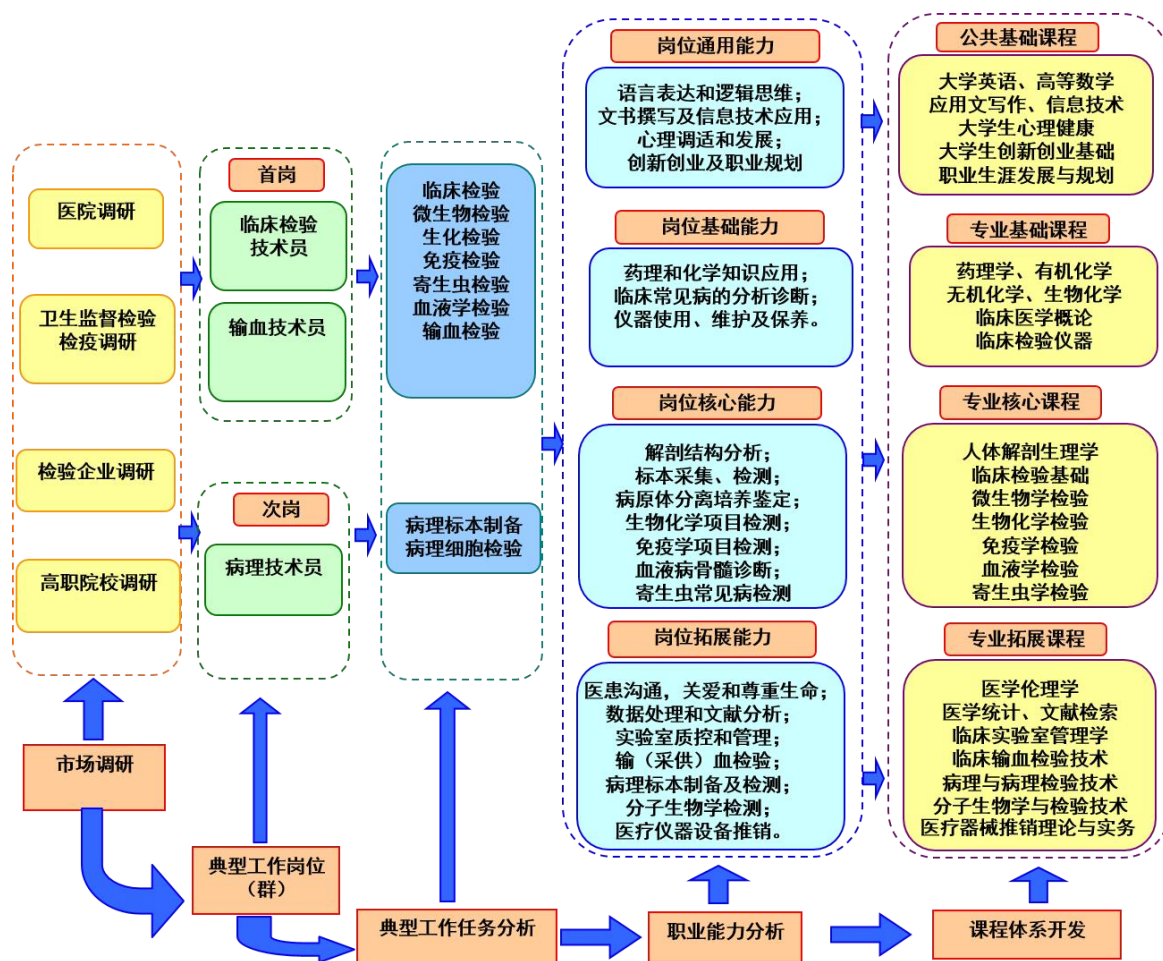 医院调研
卫生监督检验
检疫调研
检验企业调研
高职院校调研
市场调研
首岗
临床检验
技术员
输血技术员
次岗
病理技术员
典型工作岗位
（群）
临床检验
微生物检验
生化检验
免疫检验
寄生虫检验
血液学检验
输血检验
病理标本制备
病理细胞检验
典型工作任务分析
岗位通用能力
语言表达和逻辑思维；
文书撰写及信息技术应用；
心理调适和发展；
创新创业及职业规划
岗位基础能力
药理和化学知识应用；
临床常见病的分析诊断；
仪器使用、维护及保养。
岗位核心能力
解剖结构分析；
标本采集、检测；
病原体分离培养鉴定；
生物化学项目检测；
免疫学项目检测；
血液病骨髓诊断；
寄生虫常见病检测
岗位拓展能力
医患沟通，关爱和尊重生命；
数据处理和文献分析；
实验室质控和管理；
输（采供）血检验；
病理标本制备及检测；
分子生物学检测；
医疗仪器设备推销。
职业能力分析
公共基础课程
大学英语、高等数学
应用文写作、信息技术
大学生心理健康
大学生创新创业基础
职业生涯发展与规划
专业基础课程
药理学、有机化学
无机化学、生物化学
临床医学概论
临床检验仪器
专业核心课程
人体解剖生理学
临床检验基础
微生物学检验
生物化学检验
免疫学检验
血液学检验
寄生虫学检验
专业拓展课程
医学伦理学
医学统计、文献检索
临床实验室管理学
临床输血检验技术
病理与病理检验技术
分子生物学与检验技术
医疗器械推销理论与实务
课程体系开发